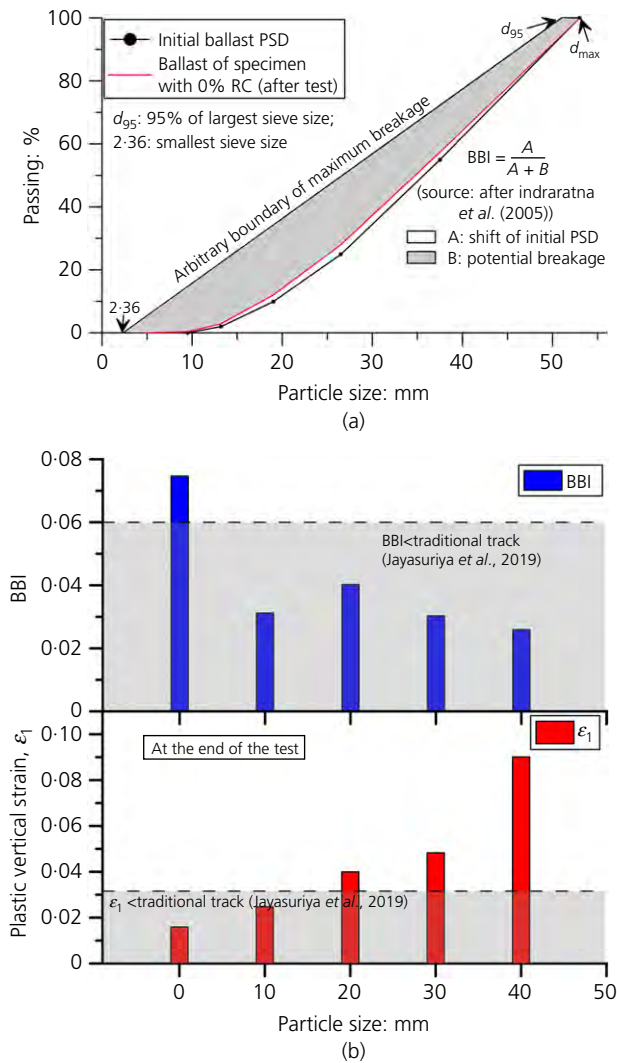 100
80
60
40
20
0
Passing: %
Initial ballast PSD
Ballast of specimen
with 0% RC (after test)
d95: 95% of largest sieve size;
2·36: smallest sieve size
d95
dmax
Arbitrary boundary of maximum breakage
BBI = A / A + B
(source: after indraratna
et al. (2005))
A: shift of initial PSD
B: potential breakage
2·36
0 10 20 30 40 50
Particle size: mm
(a)
0·08
0·06
0·04
0·02
0
BBI
BBI
BBI<traditional track
(Jayasuriya et al., 2019)
0·10
0·08
0·06
0·04
0·02
0
Plastic vertical strain, ε1
At the end of the test
ε1
ε1 <traditional track (Jayasuriya et al., 2019)
0 10 20 30 40 50
Particle size: mm
(b)